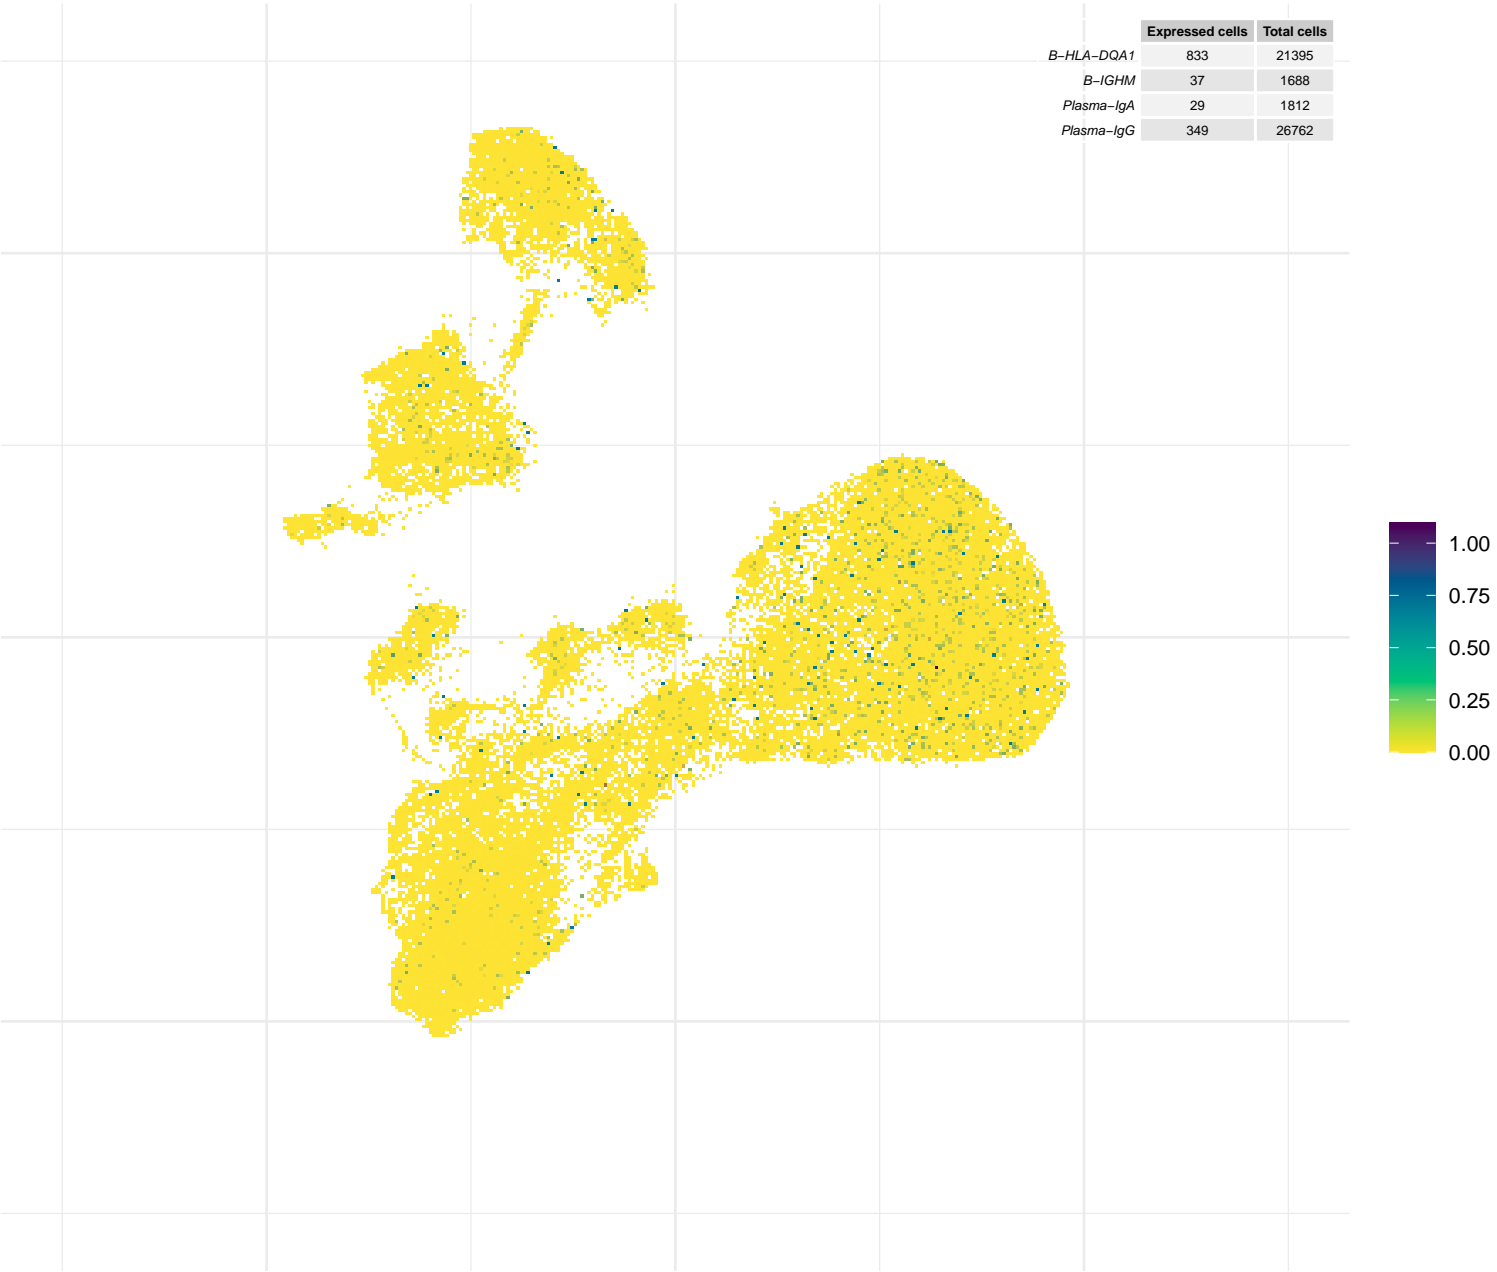 Expressed cells Total cells
B−HLA−DQA1 833 21395
B−IGHM 37 1688
Plasma−IgA 29 1812
Plasma−IgG 349 26762
1.00
0.75
0.50
0.25
0.00